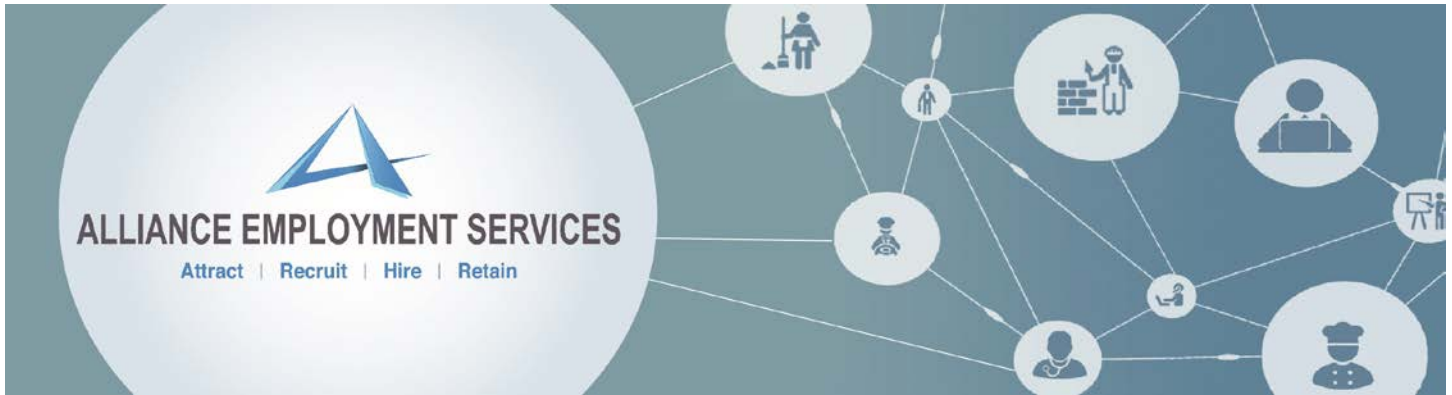 ALLIANCE EMPLOYMENT SERVICES
Attract | Recruit | Hire | Retain